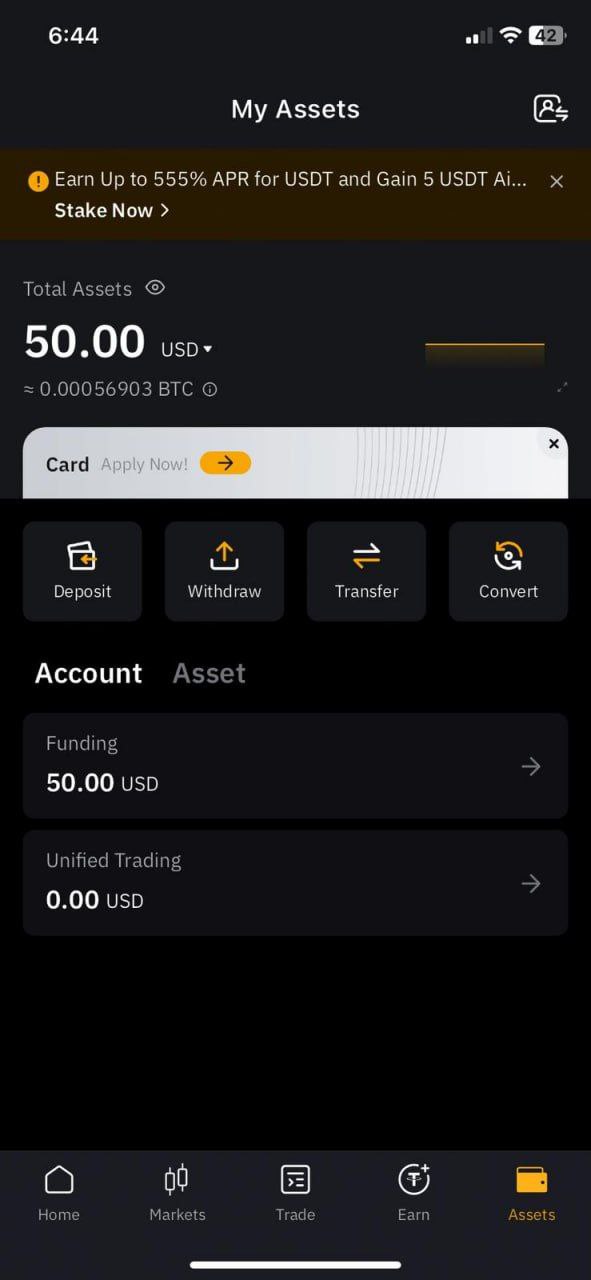 6:44
42
My Assets
Earn Up to 555% APR for USDT and Gain 5 USDT Ai...
Stake Now >
Total Assets
50.00 USD
≈ 0.00056903 BTC
Card Apply Now!
Deposit Withdraw Transfer Convert
Account Asset
Funding
50.00 USD
Unified Trading
0.00 USD
Home Markets Trade Earn Assets